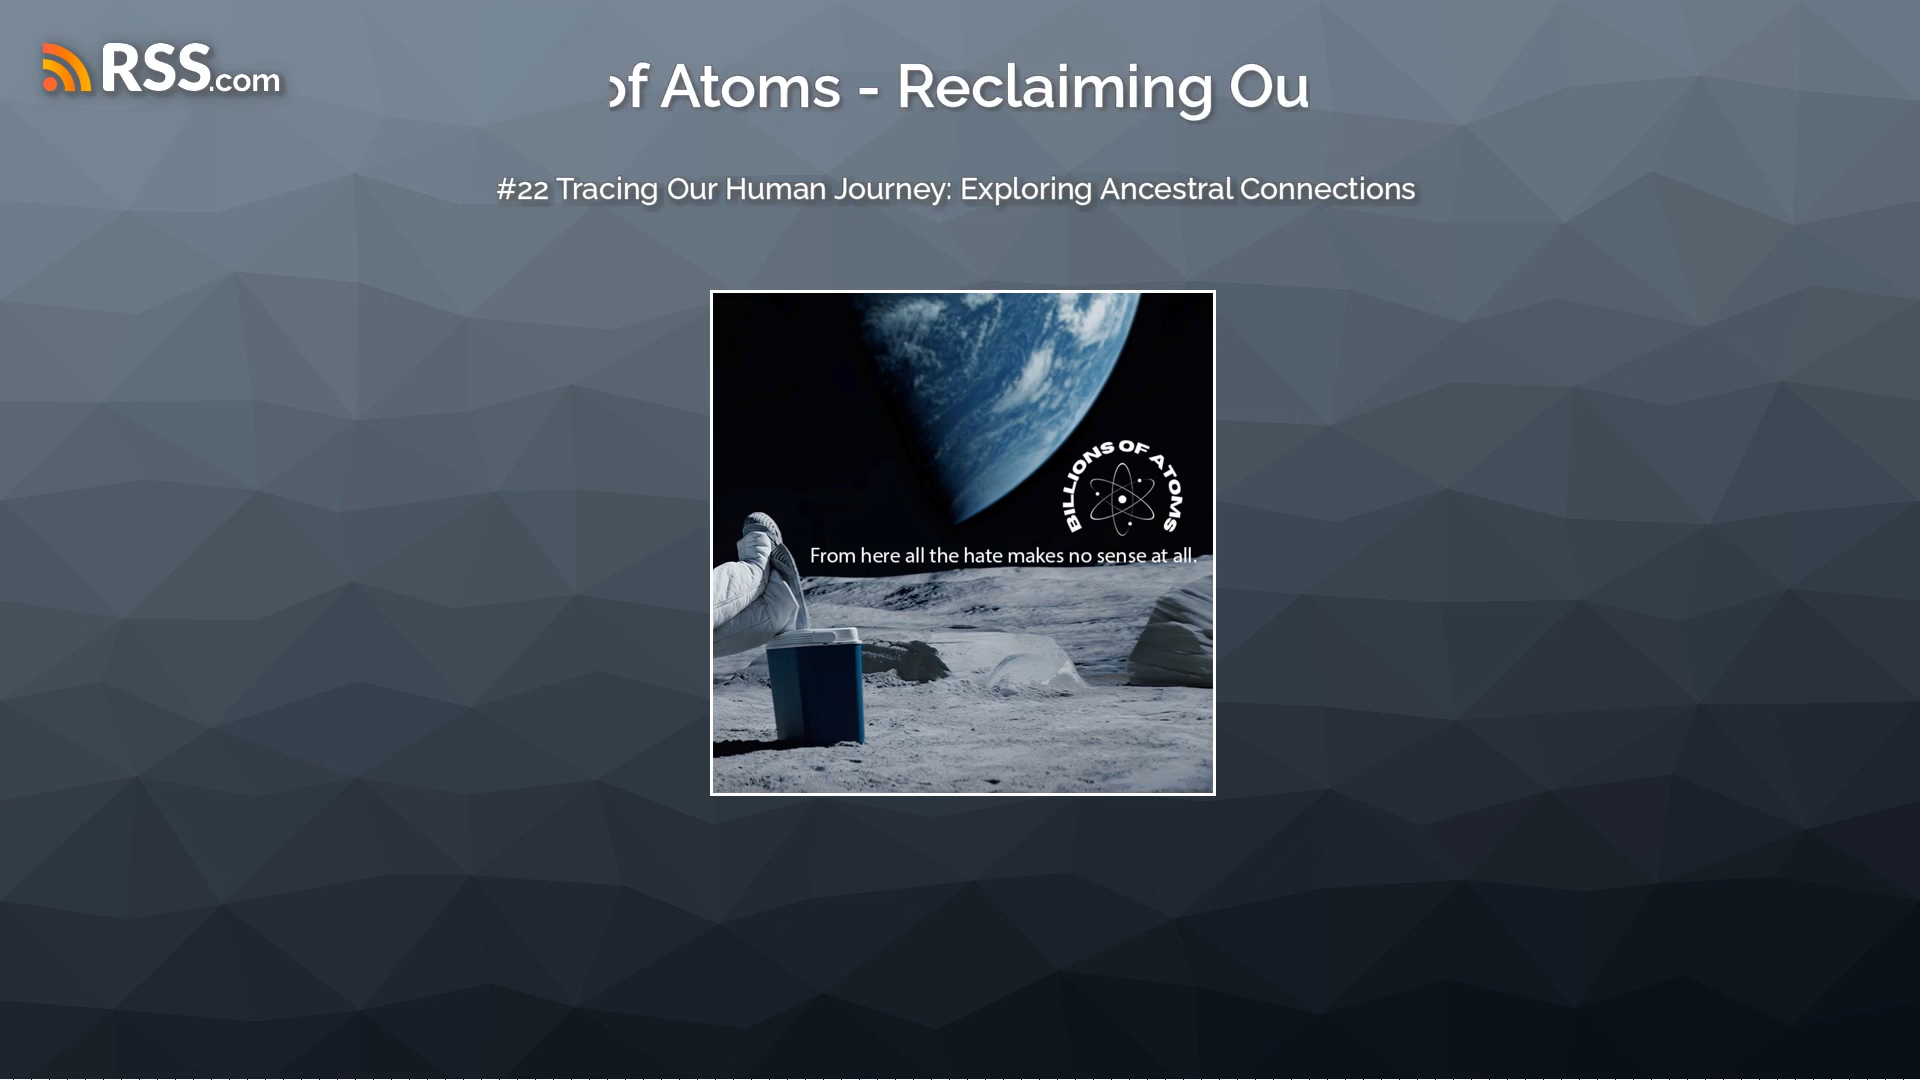 RSS.com
of Atoms - Reclaiming Ou
#22 Tracing Our Human Journey: Exploring Ancestral Connections
BILLIONS OF ATOMS
From here all the hate makes no sense at all.